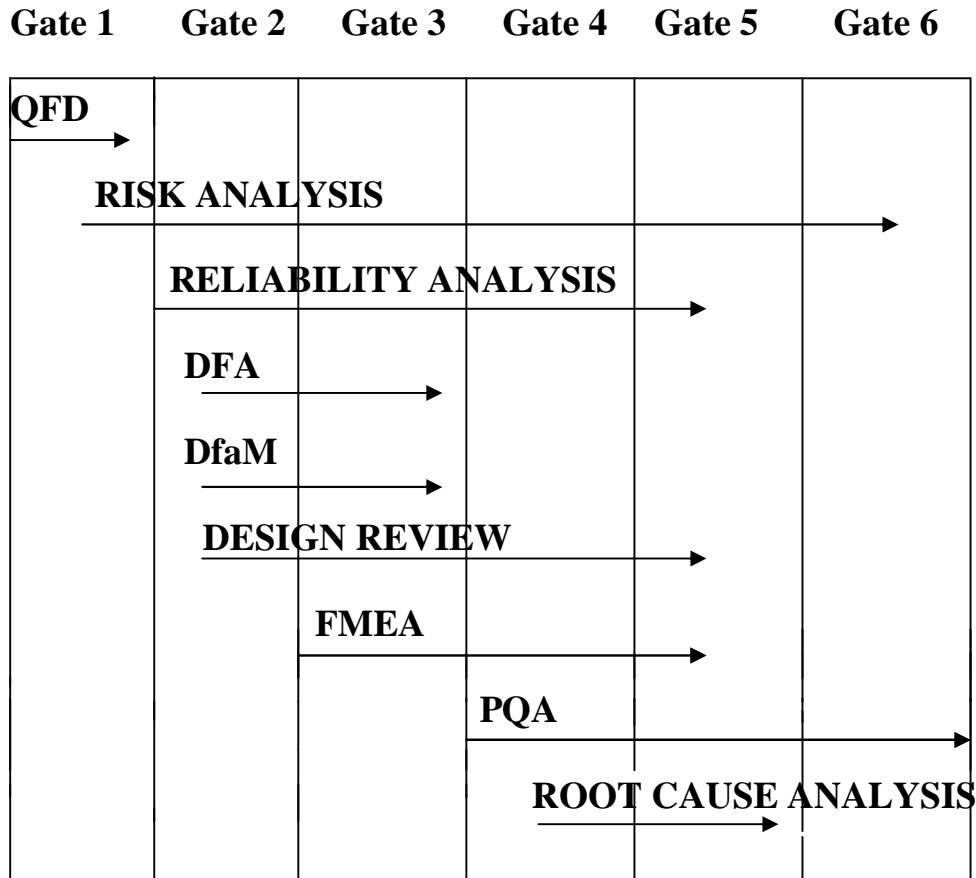 Gate 1 Gate 2 Gate 3 Gate 4 Gate 5 Gate 6
QFD
RISK ANALYSIS
RELIABILITY ANALYSIS
DFA
DfaM
DESIGN REVIEW
FMEA
PQA
ROOT CAUSE ANALYSIS